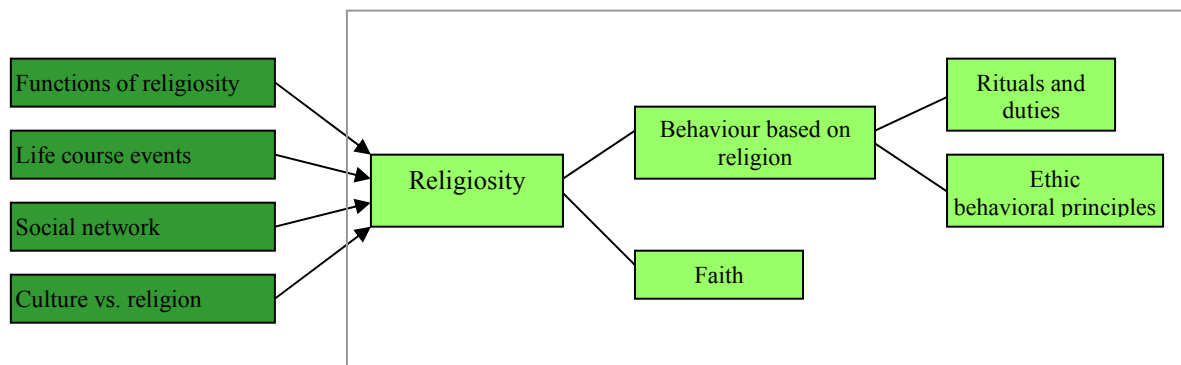 Functions of religiosity
Life course events
Social network
Culture vs. religion
Religiosity
Behaviour based on
religion
Faith
Rituals and
duties
Ethic
behavioral principles